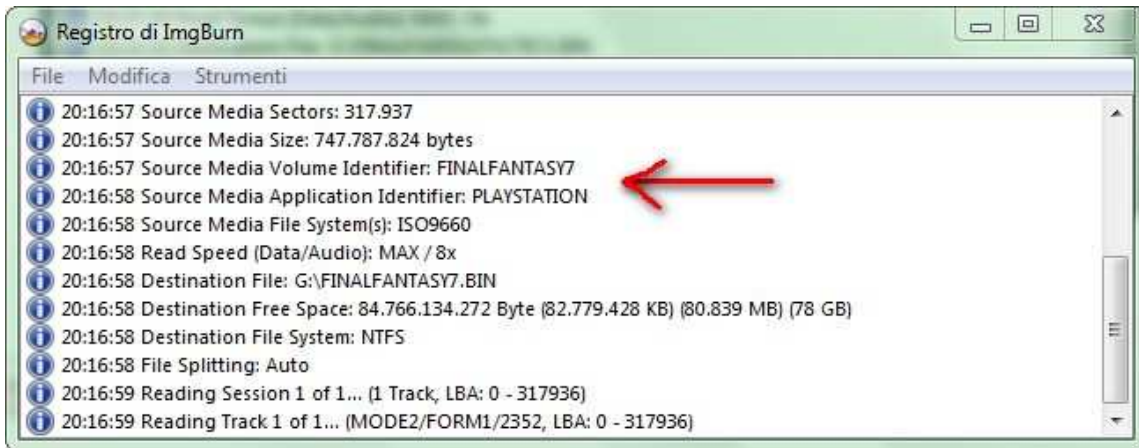 Registro di ImgBurn
File Modifica Strumenti
20:16:57 Source Media Sectors: 317.937
20:16:57 Source Media Size: 747.787.824 bytes
20:16:57 Source Media Volume Identifier: FINALFANTASY7
20:16:58 Source Media Application Identifier: PLAYSTATION
20:16:58 Source Media File System(s): ISO9660
20:16:58 Read Speed (Data/Audio): MAX / 8x
20:16:58 Destination File: G:\FINALFANTASY7.BIN
20:16:58 Destination Free Space: 84.766.134.272 Byte (82.779.428 KB) (80.839 MB) (78 GB)
20:16:58 Destination File System: NTFS
20:16:58 File Splitting: Auto
20:16:59 Reading Session 1 of 1... (1 Track, LBA: 0 - 317936)
20:16:59 Reading Track 1 of 1... (MODE2/FORM1/2352, LBA: 0 - 317936)